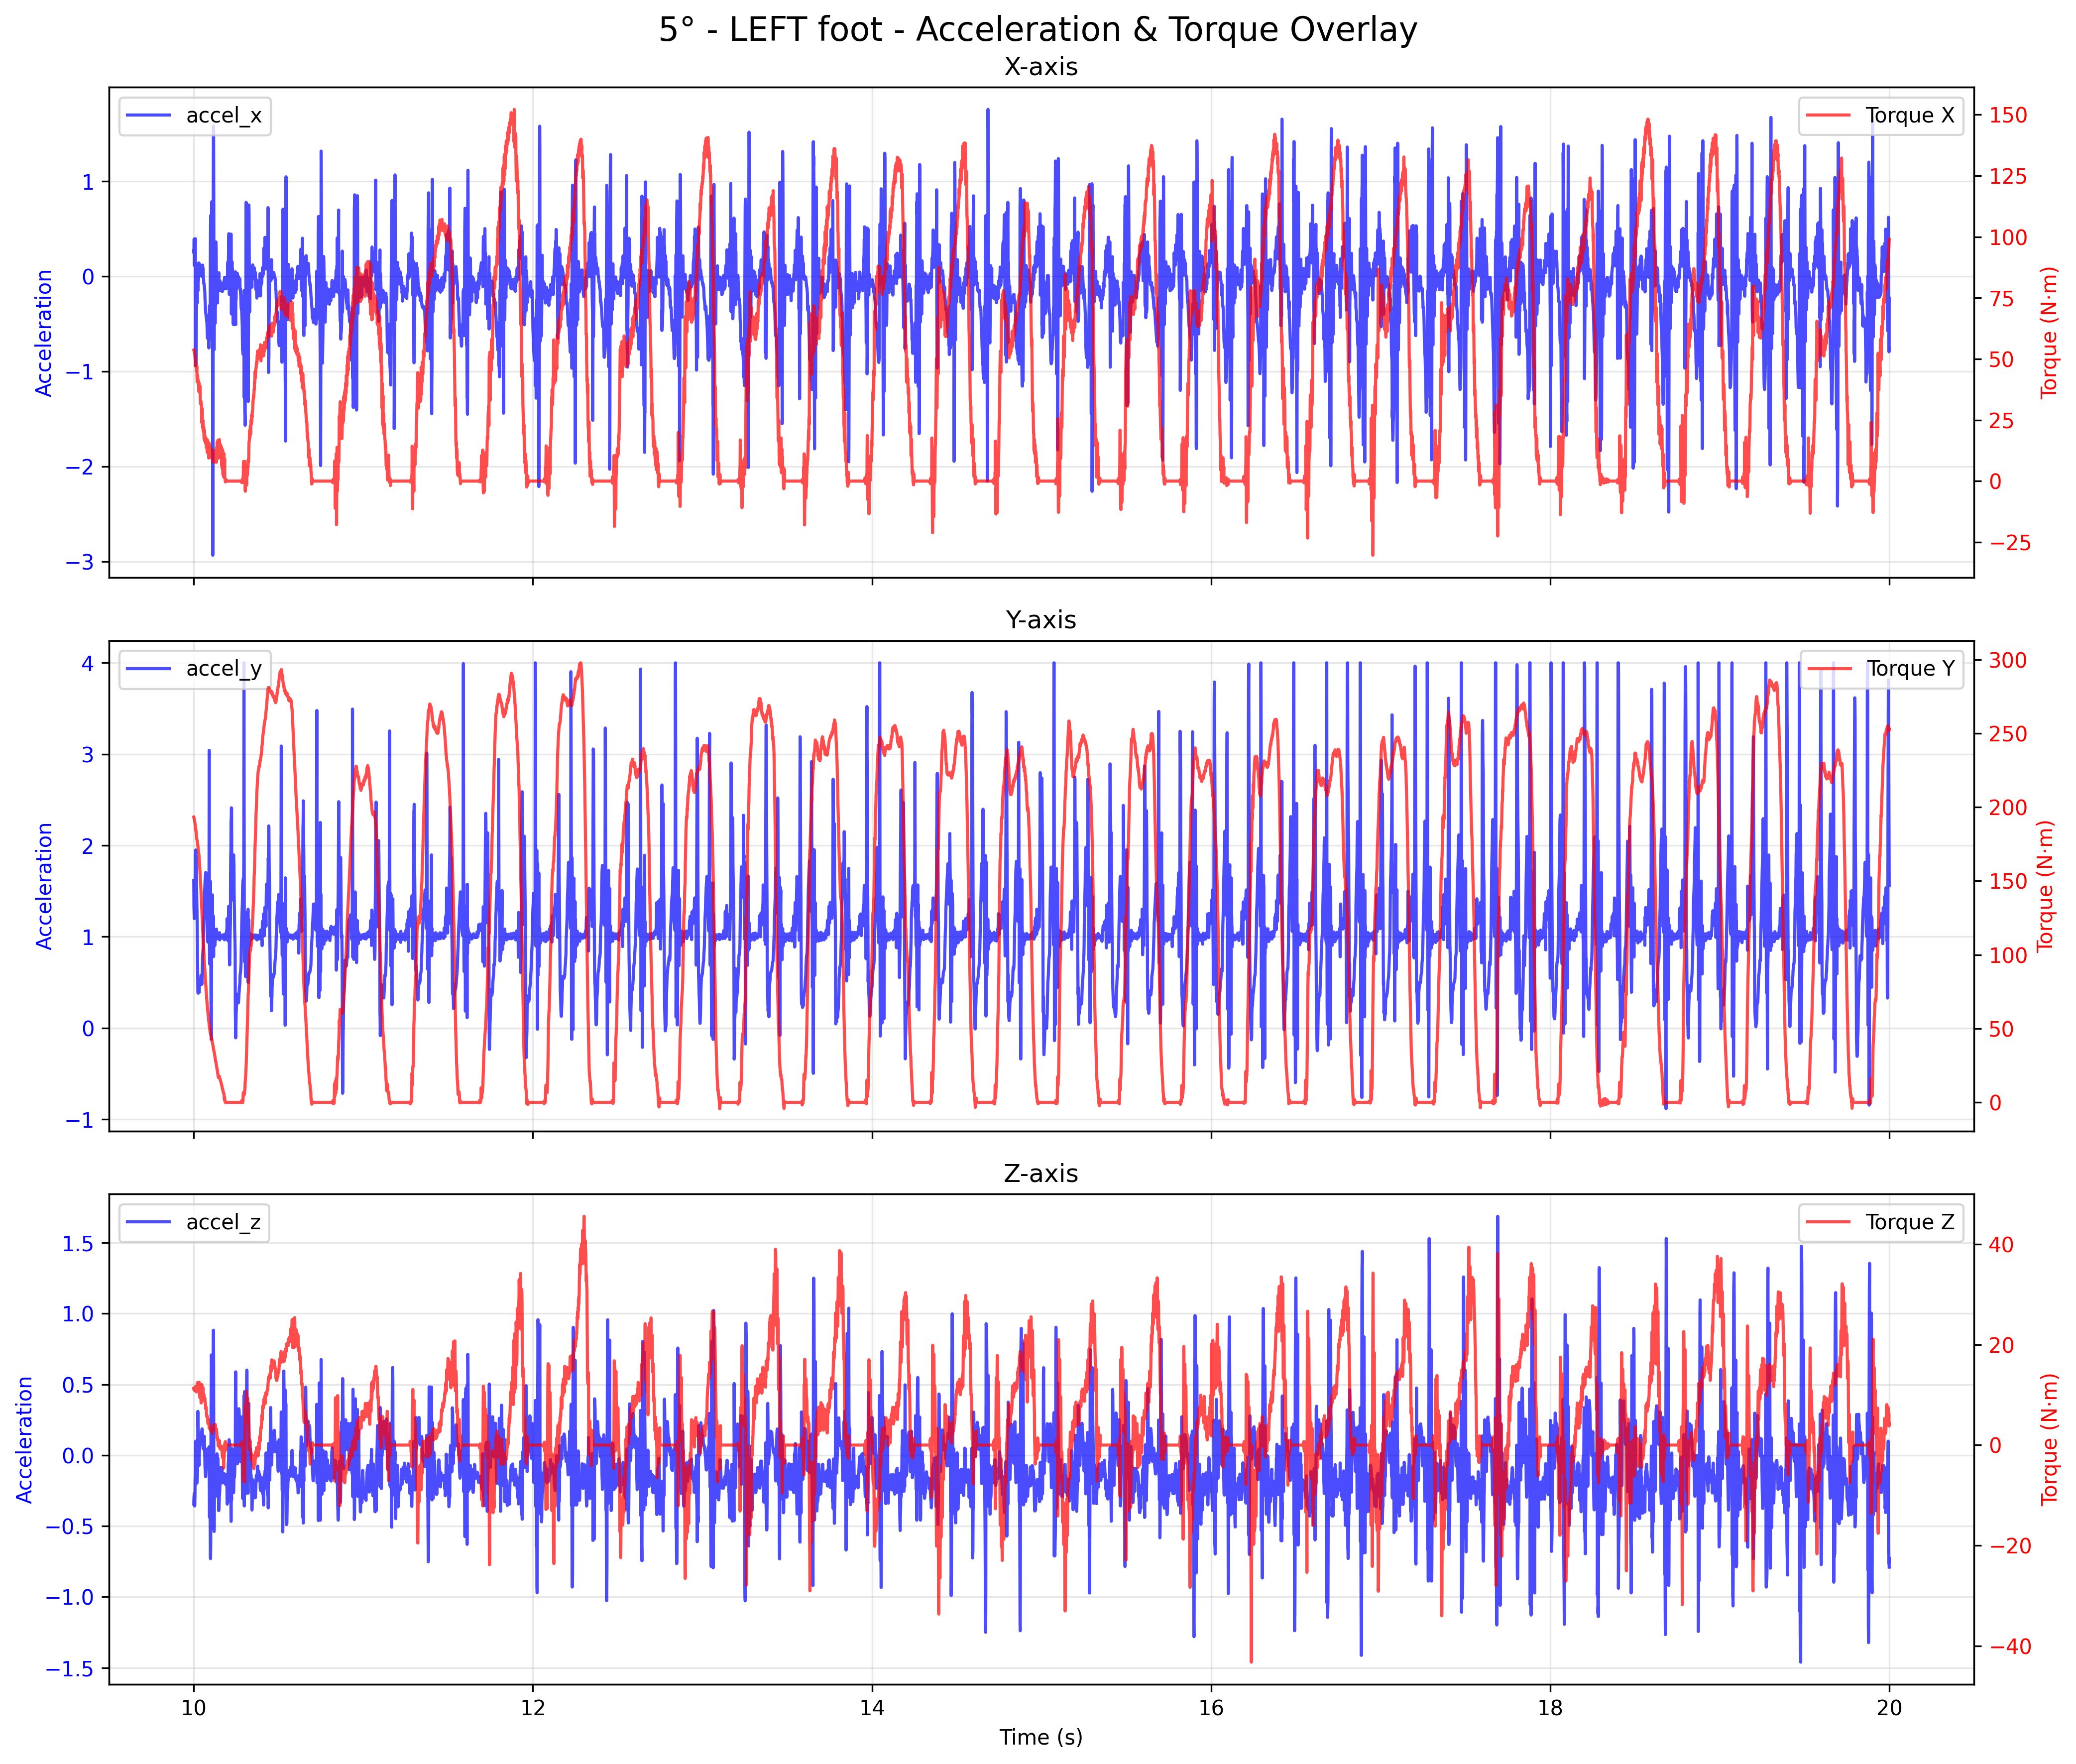 5° - LEFT foot - Acceleration & Torque Overlay
X-axis
accel_x
Torque X
1
0
−1
−2
−3
Acceleration
150
125
100
75
50
25
0
−25
Torque (N·m)
Y-axis
accel_y
Torque Y
4
3
2
1
0
−1
Acceleration
300
250
200
150
100
50
0
Torque (N·m)
Z-axis
accel_z
Torque Z
1.5
1.0
0.5
0.0
−0.5
−1.0
−1.5
Acceleration
40
20
0
−20
−40
Torque (N·m)
10 12 14 16 18 20
Time (s)